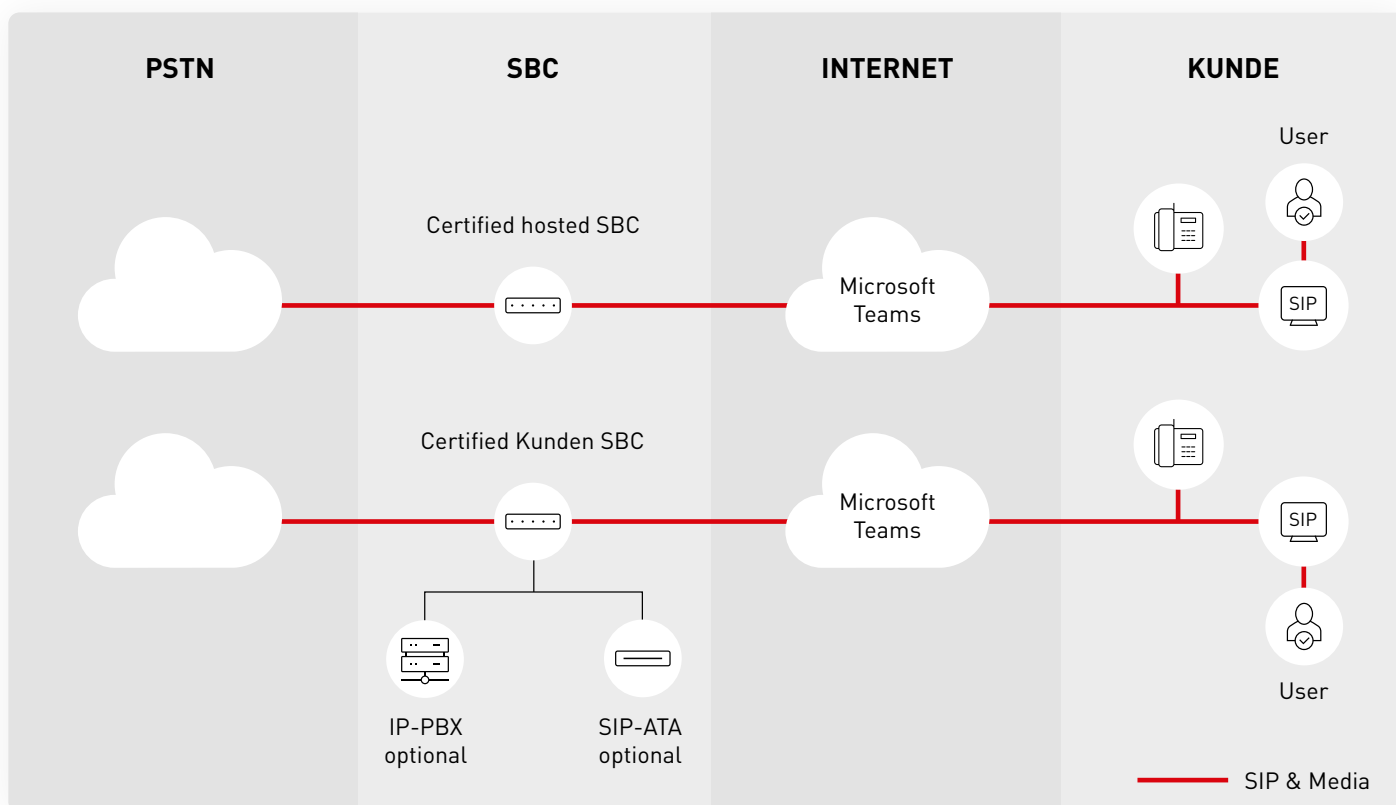 PSTN
SBC
INTERNET
KUNDE
User
Certified hosted SBC
Microsoft
Teams
SIP
Certified Kunden SBC
Microsoft
Teams
SIP
IP-PBX
optional
SIP-ATA
optional
User
SIP & Media